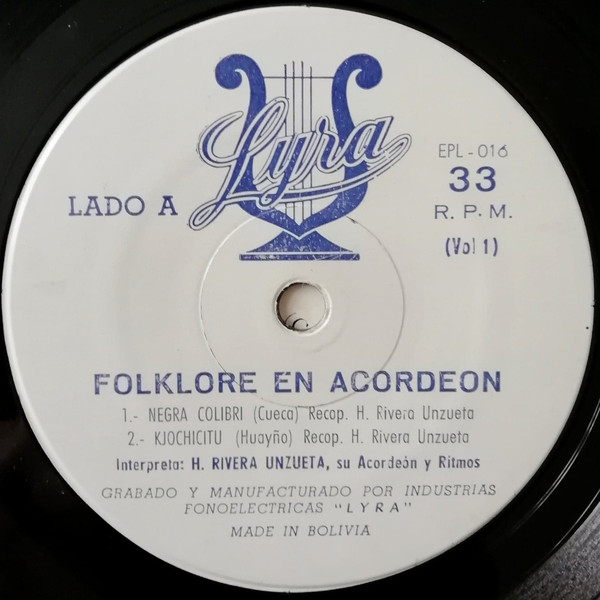 Lyra
LADO A
EPL - 016
33
R. P. M.
(Vol 1)
FOLKLORE EN ACORDEON
1.- NEGRA COLIBRI (Cueca) Recop. H. Rivera Unzueta
2.- KJOCHICITU (Huayño) Recop. H. Rivera Unzueta
Interpreta: H. RIVERA UNZUETA, su Acordeón y Ritmos
GRABADO Y MANUFACTURADO POR INDUSTRIAS
FONOELECTRICAS "LYRA"
MADE IN BOLIVIA